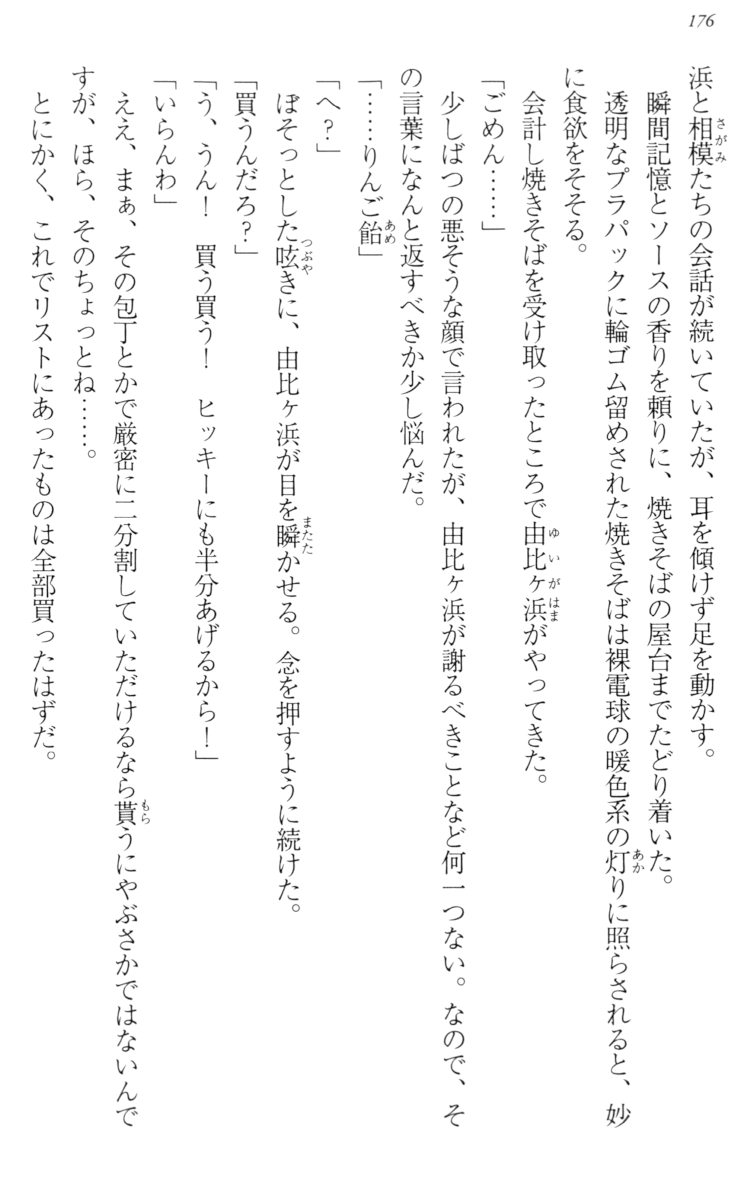 176
浜と相模たちの会話が続いていたが、耳を傾けず足を動かす。
瞬間記憶とソースの香りを頼りに、焼きそばの屋台までたどり着いた。
透明なプラパックに輪ゴム留めされた焼きそばは裸電球の暖色系の灯りに照らされると、妙
に食欲をそそる。
会計し焼きそばを受け取ったところで由比ヶ浜がやってきた。
「ごめん……」
少しばつの悪そうな顔で言われたが、由比ヶ浜が謝るべきことなど何一つない。なので、そ
の言葉になんと返すべきか少し悩んだ。
「……りんご飴」
「へ？」
ぼそっとした呟きに、由比ヶ浜が目を瞬かせる。念を押すように続けた。
「買うんだろ？」
「う、うん！　買う買う！　ヒッキーにも半分あげるから！」
「いらんわ」
ええ、まぁ、その包丁とかで厳密に二分割していただけるなら貰うにやぶさかではないんで
すが、ほら、そのちょっとね……。
とにかく、これでリストにあったものは全部買ったはずだ。